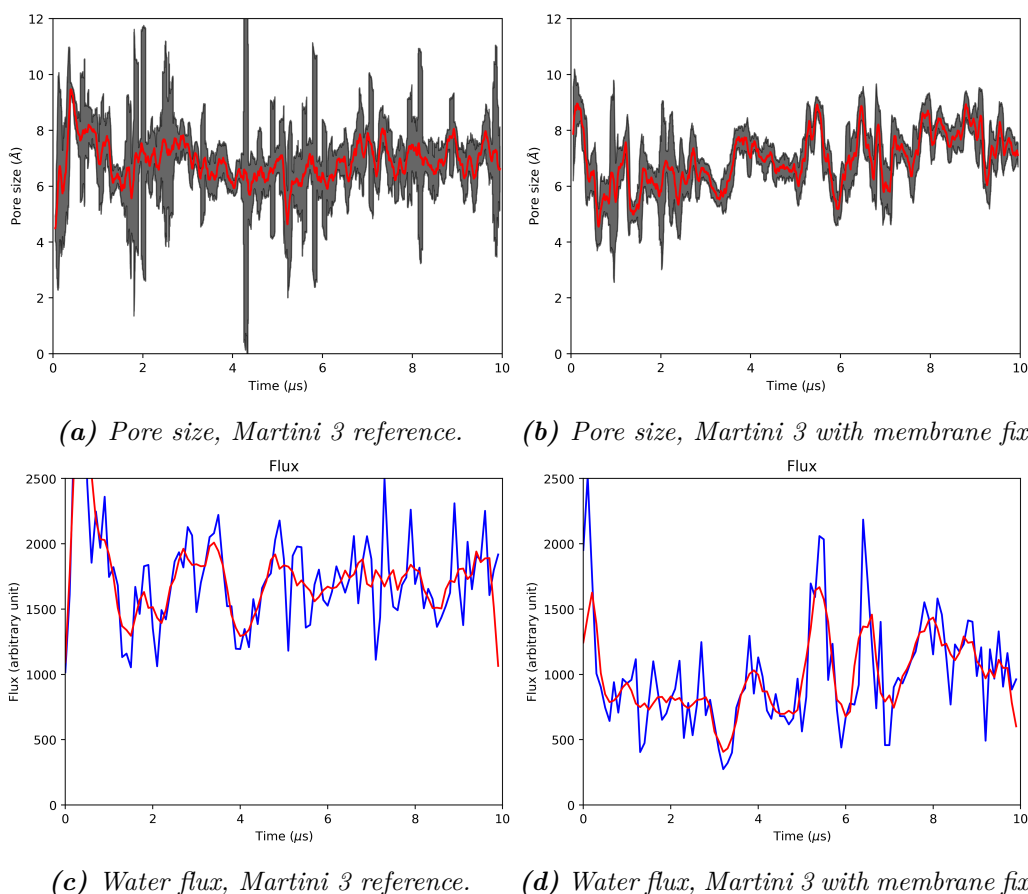 12
10
8
6
4
2
0
Pore size (Å)
0 2 4 6 8 10
Time (μs)
12
10
8
6
4
2
0
Pore size (Å)
0 2 4 6 8 10
Time (μs)
(a) Pore size, Martini 3 reference.
(b) Pore size, Martini 3 with membrane fix
Flux
2500
2000
1500
1000
500
0
Flux (arbitrary unit)
0 2 4 6 8 10
Time (μs)
Flux
2500
2000
1500
1000
500
0
Flux (arbitrary unit)
0 2 4 6 8 10
Time (μs)
(c) Water flux, Martini 3 reference.
(d) Water flux, Martini 3 with membrane fix